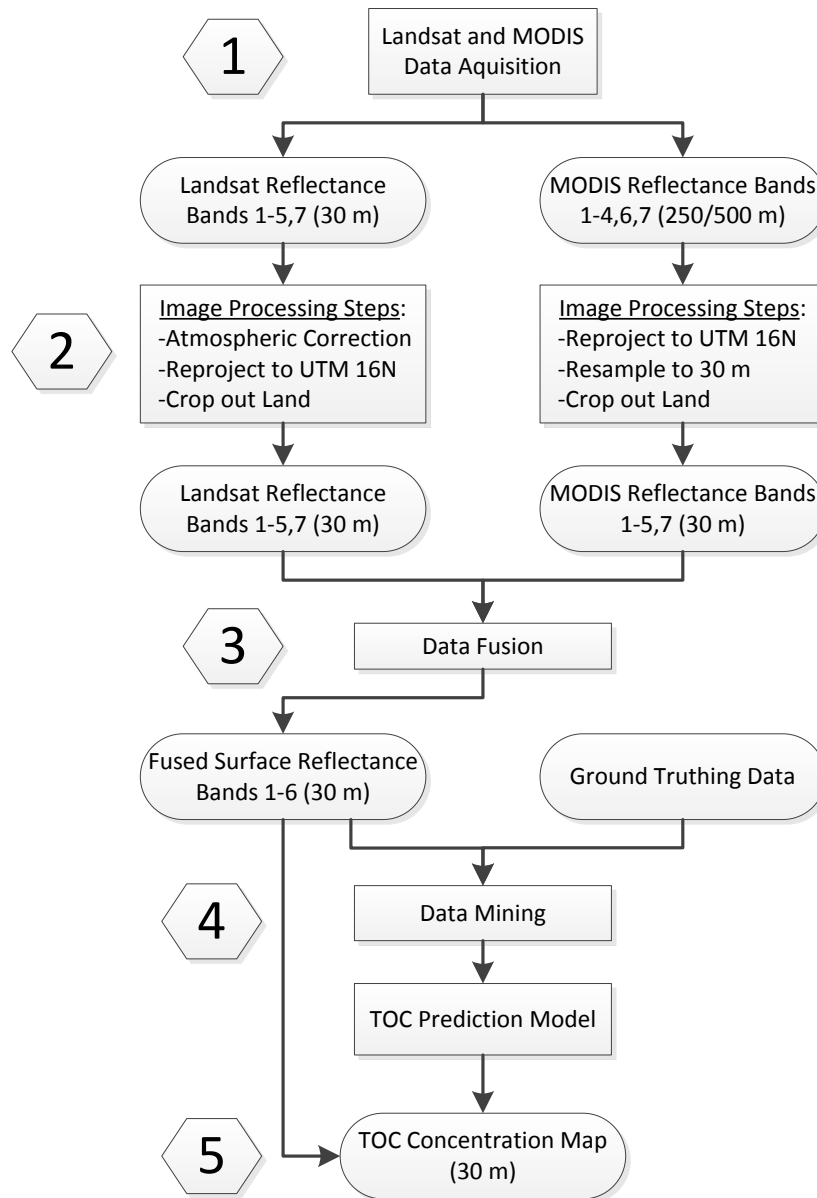 1
Landsat and MODIS
Data Aquisition
Landsat Reflectance
Bands 1-5,7 (30 m)
MODIS Reflectance Bands
1-4,6,7 (250/500 m)
2
Image Processing Steps:
-Atmospheric Correction
-Reproject to UTM 16N
-Crop out Land
Image Processing Steps:
-Reproject to UTM 16N
-Resample to 30 m
-Crop out Land
Landsat Reflectance
Bands 1-5,7 (30 m)
MODIS Reflectance Bands
1-5,7 (30 m)
3
Data Fusion
Fused Surface Reflectance
Bands 1-6 (30 m)
Ground Truthing Data
4
Data Mining
TOC Prediction Model
5
TOC Concentration Map
(30 m)